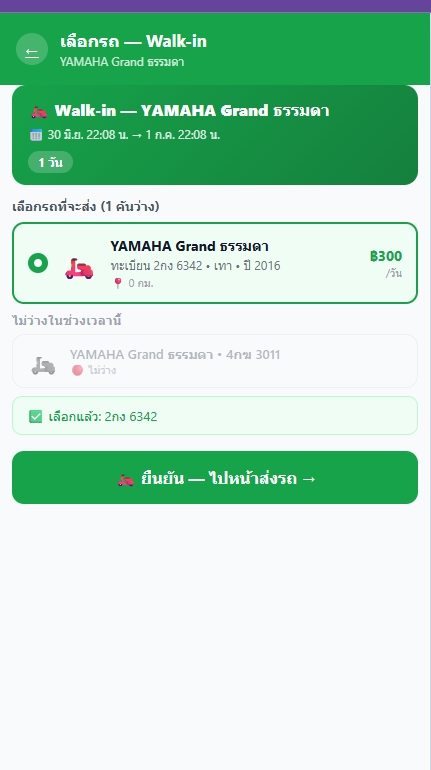 ← เลือกรถ — Walk-in
YAMAHA Grand ธรรมดา
Walk-in — YAMAHA Grand ธรรมดา
30 มิ.ย. 22:08 น. → 1 ก.ค. 22:08 น.
1 วัน
เลือกรถที่จะส่ง (1 คันว่าง)
YAMAHA Grand ธรรมดา
ทะเบียน 2กง 6342 • เทา • ปี 2016
฿300
/วัน
0 กม.
ไม่ว่างในช่วงเวลานี้
YAMAHA Grand ธรรมดา • 4กฆ 3011
ไม่ว่าง
เลือกแล้ว: 2กง 6342
ยืนยัน — ไปหน้าส่งรถ →